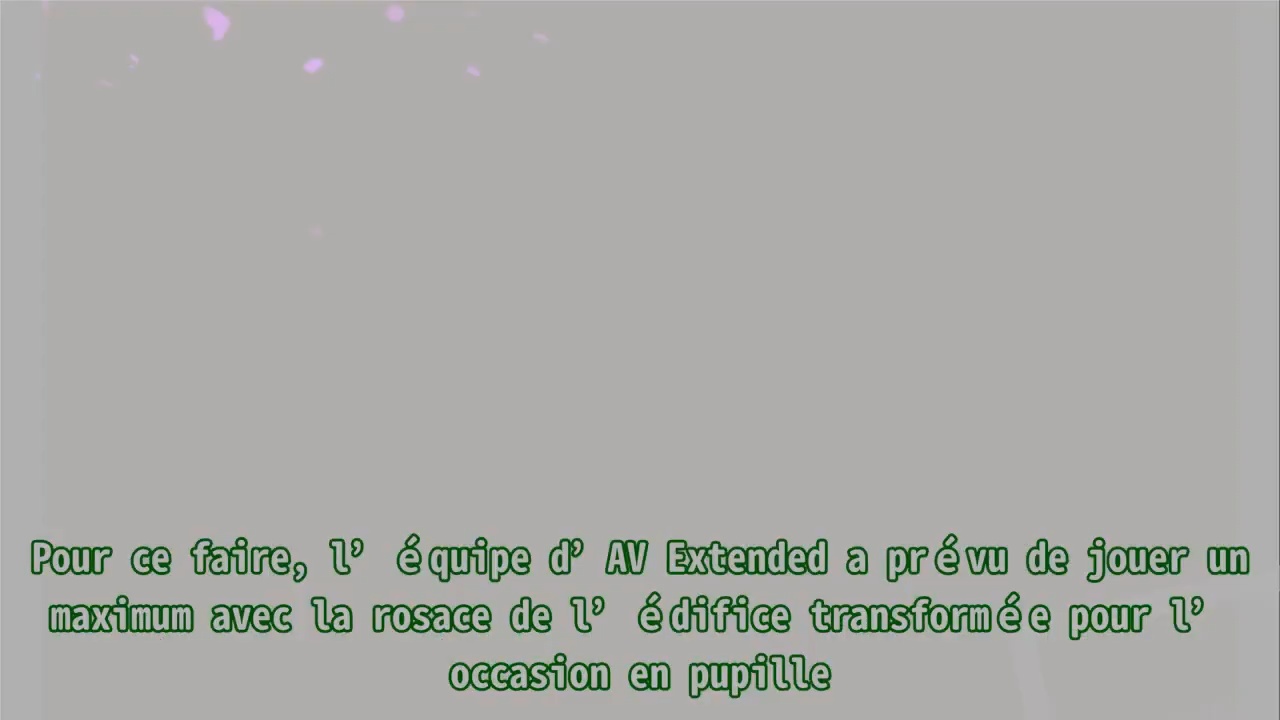 Pour ce faire, l’équipe d’AV Extended a prévu de jouer un
maximum avec la rosace de l’édifice transformée pour l’
occasion en pupille